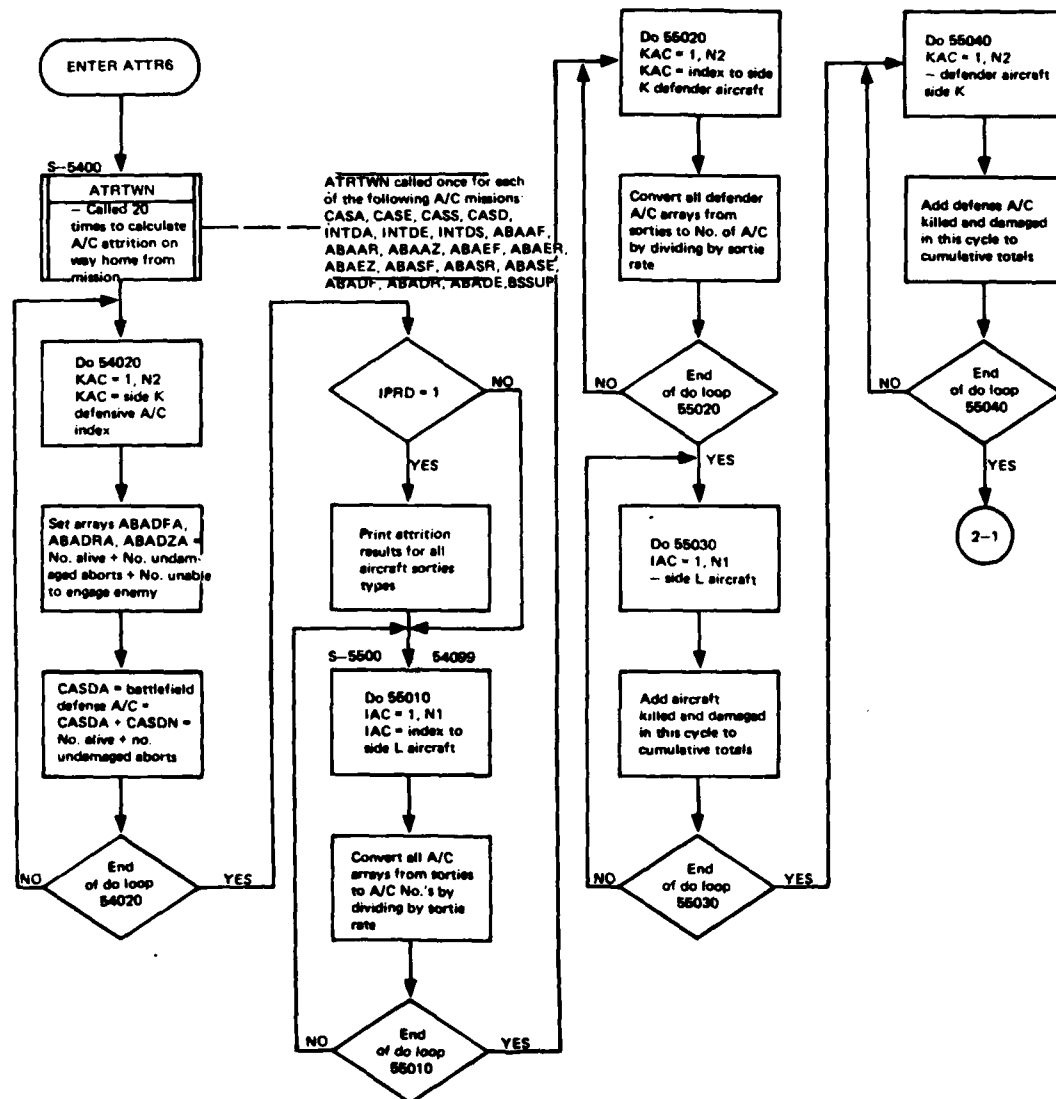 ENTER ATTR6
S-5400
ATRTWN
– Called 20
times to calculate
A/C attrition on
way home from
mission
ATRTWN called once for each
of the following A/C missions
CASA, CASE, CASS, CASD,
INTDA, INTDE, INTDS, ABAAF,
ABAAR, ABAAZ, ABAEF, ABAER,
ABAEZ, ABASF, ABASR, ABASE,
ABADF, ABADR, ABADE, BSSUP
Do 54020
KAC = 1, N2
KAC = side K
defensive A/C
index
Set arrays ABADFA,
ABADRA, ABADZA =
No. alive + No. undam-
aged aborts + No. unable
to engage enemy
CASDA = battlefield
defense A/C =
CASDA + CASDN =
No. alive + no.
undamaged aborts
End
of do loop
54020
NO
YES
IPRD = 1
NO
YES
Print attrition
results for all
aircraft sorties
types
S-5500 54099
Do 55010
IAC = 1, N1
IAC = index to
side L aircraft
Convert all A/C
arrays from sorties
to A/C No.'s by
dividing by sortie
rate
End
of do loop
55010
NO
YES
Do 55020
KAC = 1, N2
KAC = index to side
K defender aircraft
Convert all defender
A/C arrays from
sorties to No. of A/C
by dividing by sortie
rate
End
of do loop
55020
NO
YES
Do 55030
IAC = 1, N1
– side L aircraft
Add aircraft
killed and damaged
in this cycle to
cumulative totals
End
of do loop
55030
NO
YES
Do 55040
KAC = 1, N2
– defender aircraft
side K
Add defense A/C
killed and damaged
in this cycle to
cumulative totals
End
of do loop
55040
NO
YES
2-1